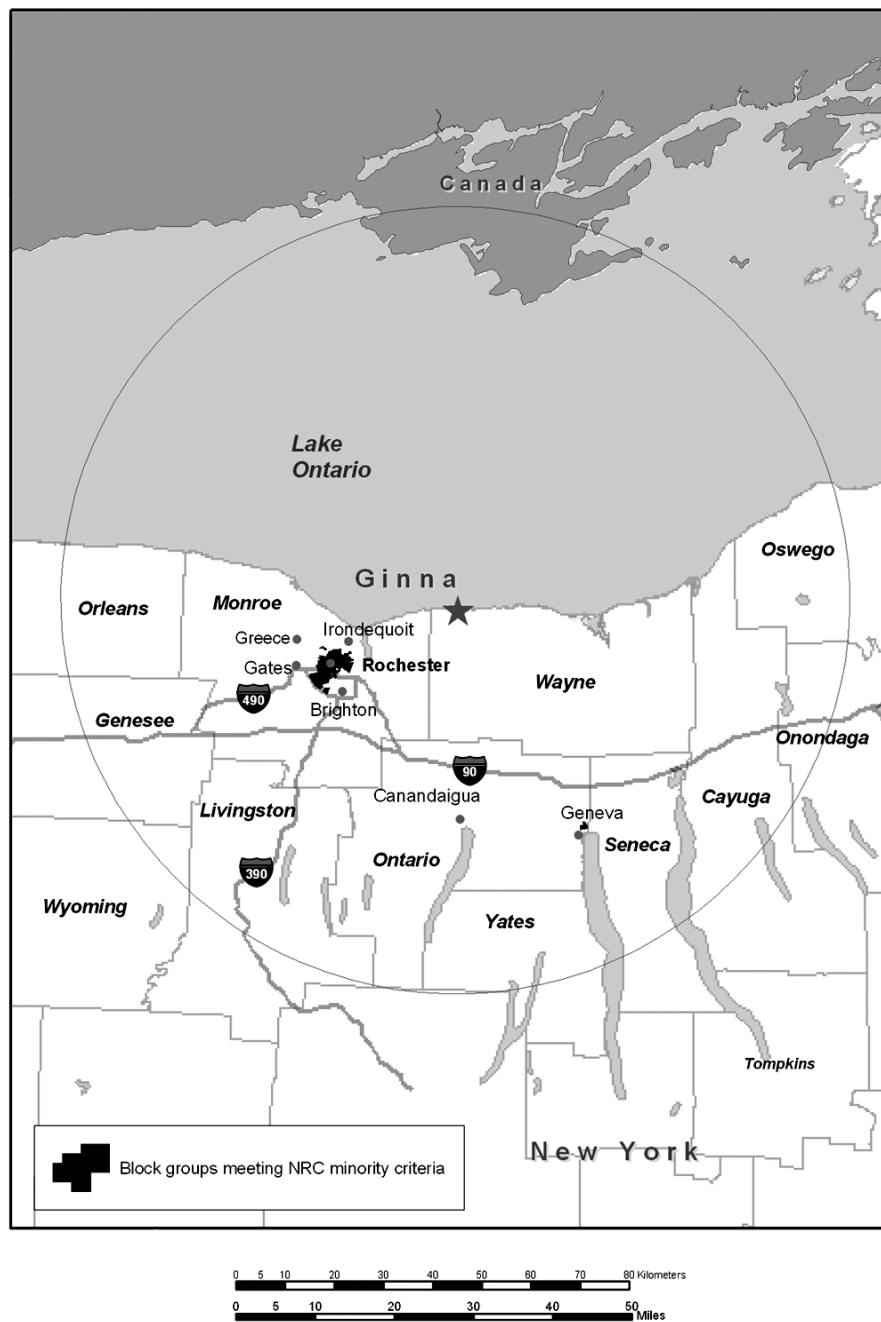 Canada
Lake
Ontario
Oswego
Ginna
Orleans
Monroe
Irondequoit
Greece
Gates
Rochester
Wayne
490
Brighton
Genesee
Onondaga
90
Canandaigua
Cayuga
Livingston
Geneva
Seneca
Ontario
390
Wyoming
Yates
Tompkins
New York
Block groups meeting NRC minority criteria
0 5 10 20 30 40 50 60 70 80 Kilometers
0 5 10 20 30 40 50 Miles